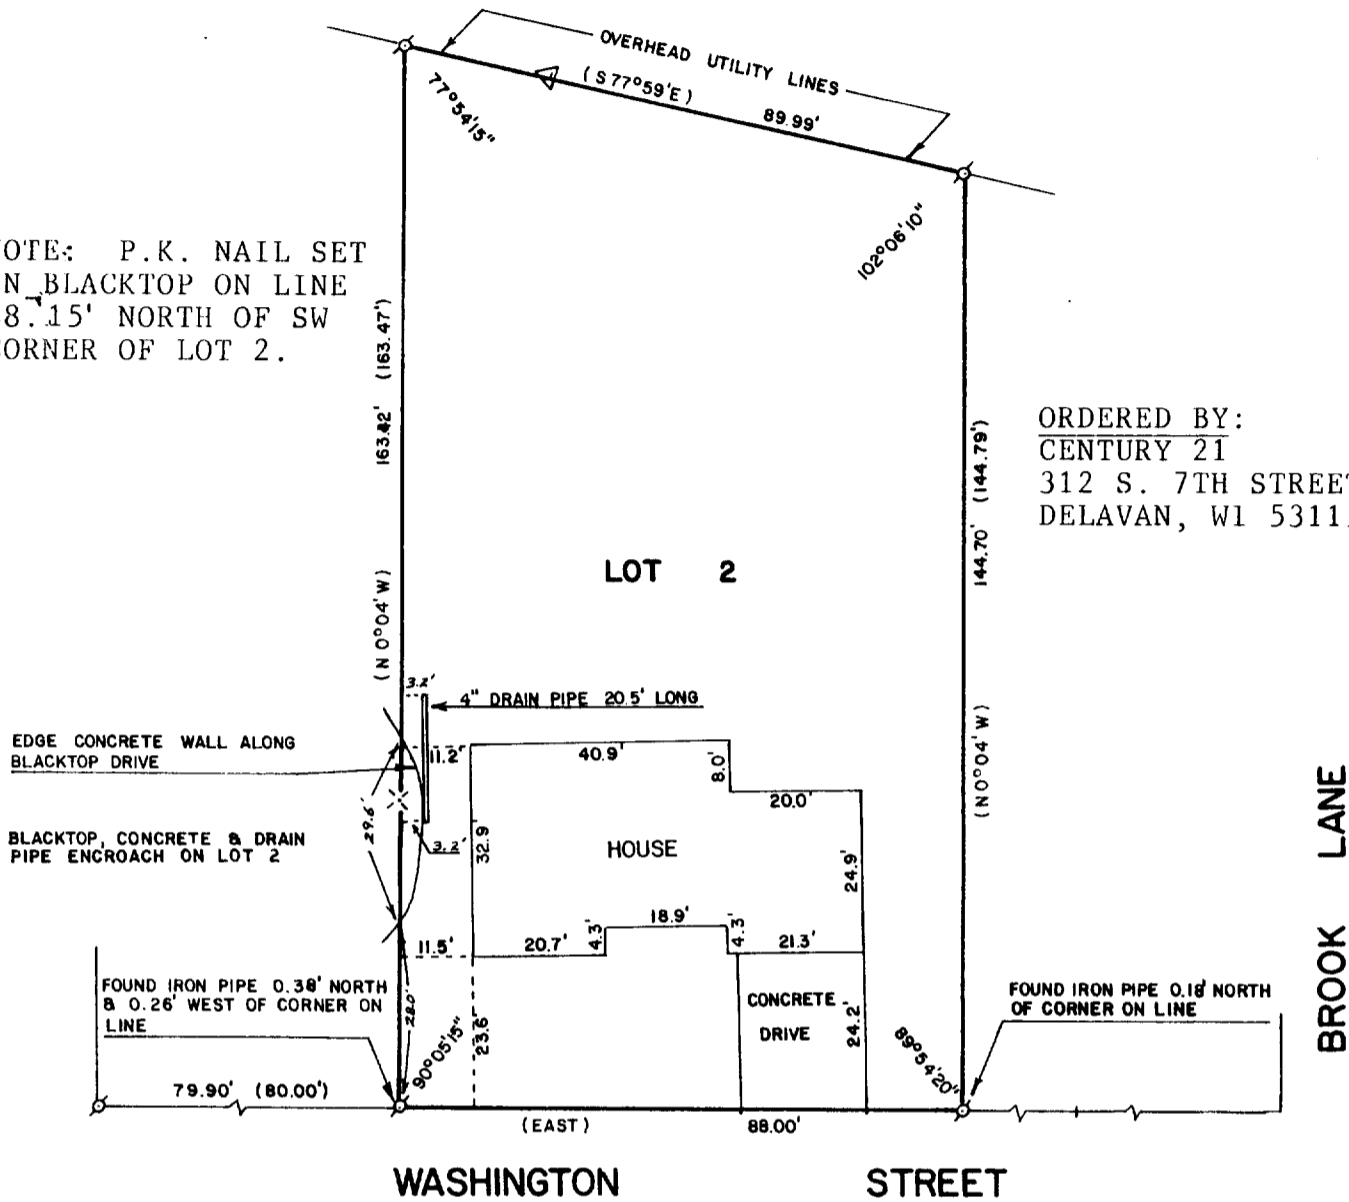 OVERHEAD UTILITY LINES
(S 77°59'E)
89.99'
77°54'15"
102°06'10"
NOTE: P.K. NAIL SET
N BLACKTOP ON LINE
8.15' NORTH OF SW
CORNER OF LOT 2.
163.42' (163.47')
(N 0°04' W)
144.70' (144.79')
(N 0°04' W)
ORDERED BY:
CENTURY 21
312 S. 7TH STREET
DELAVAN, WI 5311
LOT 2
3.2'
4" DRAIN PIPE 20.5' LONG
EDGE CONCRETE WALL ALONG
BLACKTOP DRIVE
11.2'
40.9'
8.0'
20.0'
29.6'
BLACKTOP, CONCRETE & DRAIN
PIPE ENCROACH ON LOT 2
3.2'
32.9'
HOUSE
24.9'
18.9'
11.5'
20.7'
4.3'
4.3'
21.3'
FOUND IRON PIPE 0.38' NORTH
& 0.26' WEST OF CORNER ON
LINE
28.0'
90°05'15"
23.6'
CONCRETE
DRIVE
24.2'
89°54'20"
FOUND IRON PIPE 0.18' NORTH
OF CORNER ON LINE
BROOK LANE
79.90' (80.00')
(EAST)
88.00'
WASHINGTON STREET